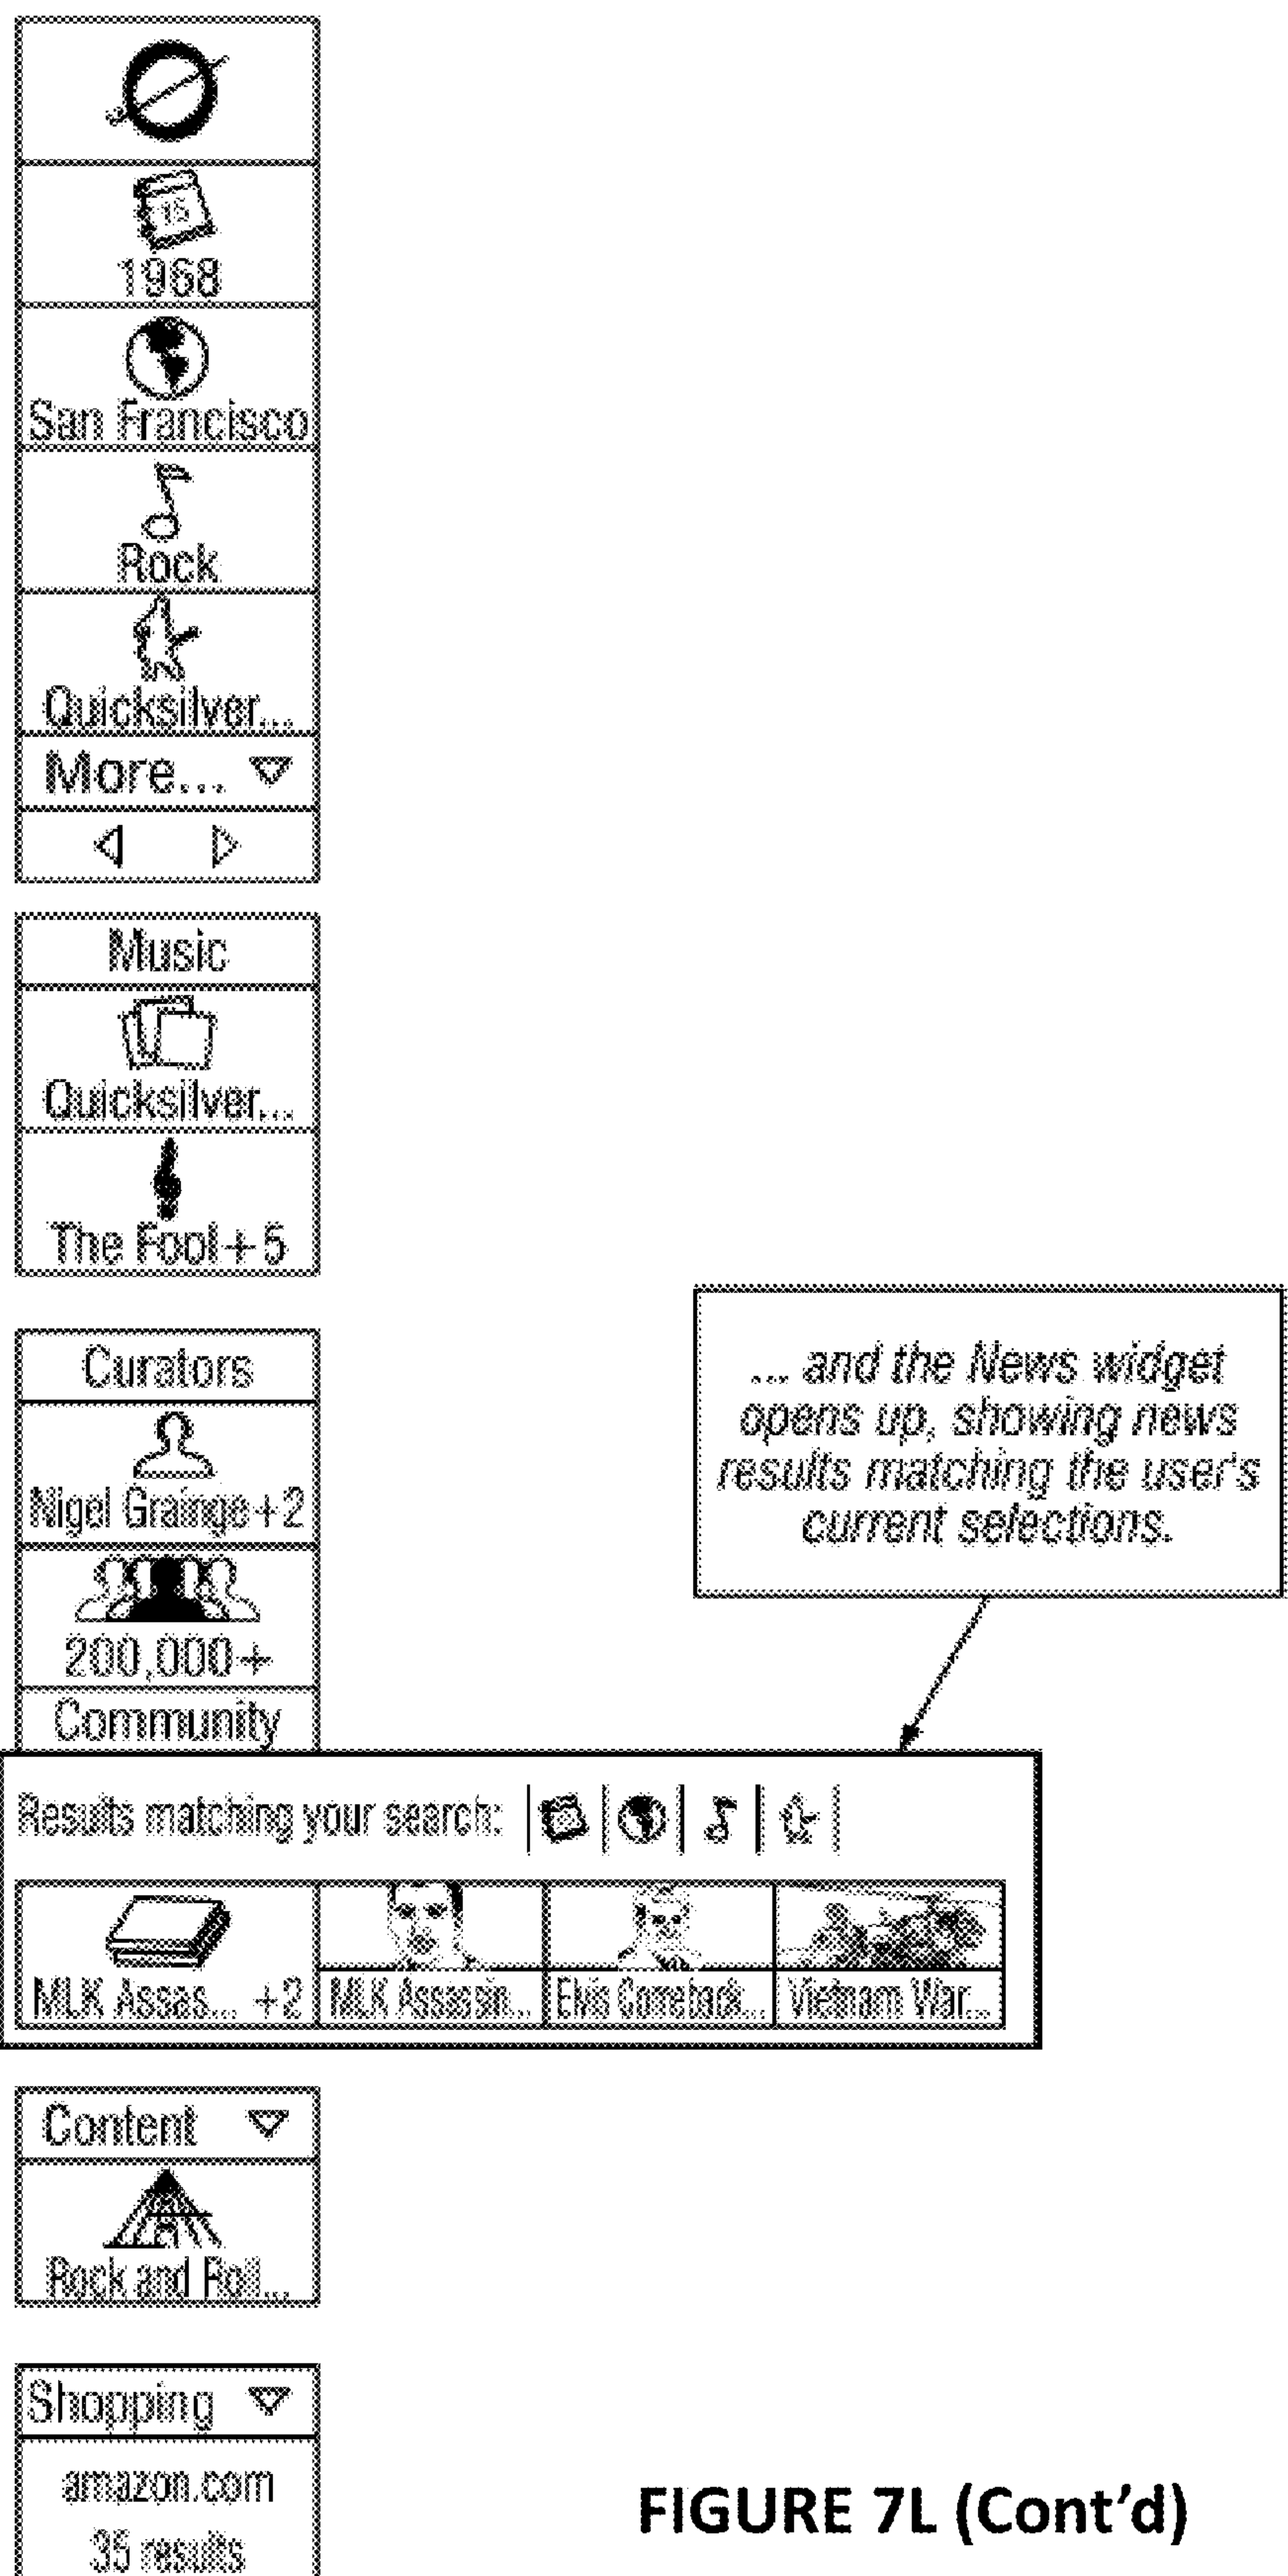 15
1968
San Francisco
Rock
Quicksilver...
More...
Music
Quicksilver...
The Fool + 5
Curators
Nigel Grainge + 2
200,000 +
Community
... and the News widget
opens up, showing news
results matching the user's
current selections.
Results matching your search:
MLK Assas... +2
MLK Assassin...
Elvis Comeback...
Vietnam War...
Content
Rock and Roll...
Shopping
amazon.com
35 results
FIGURE 7L (Cont'd)